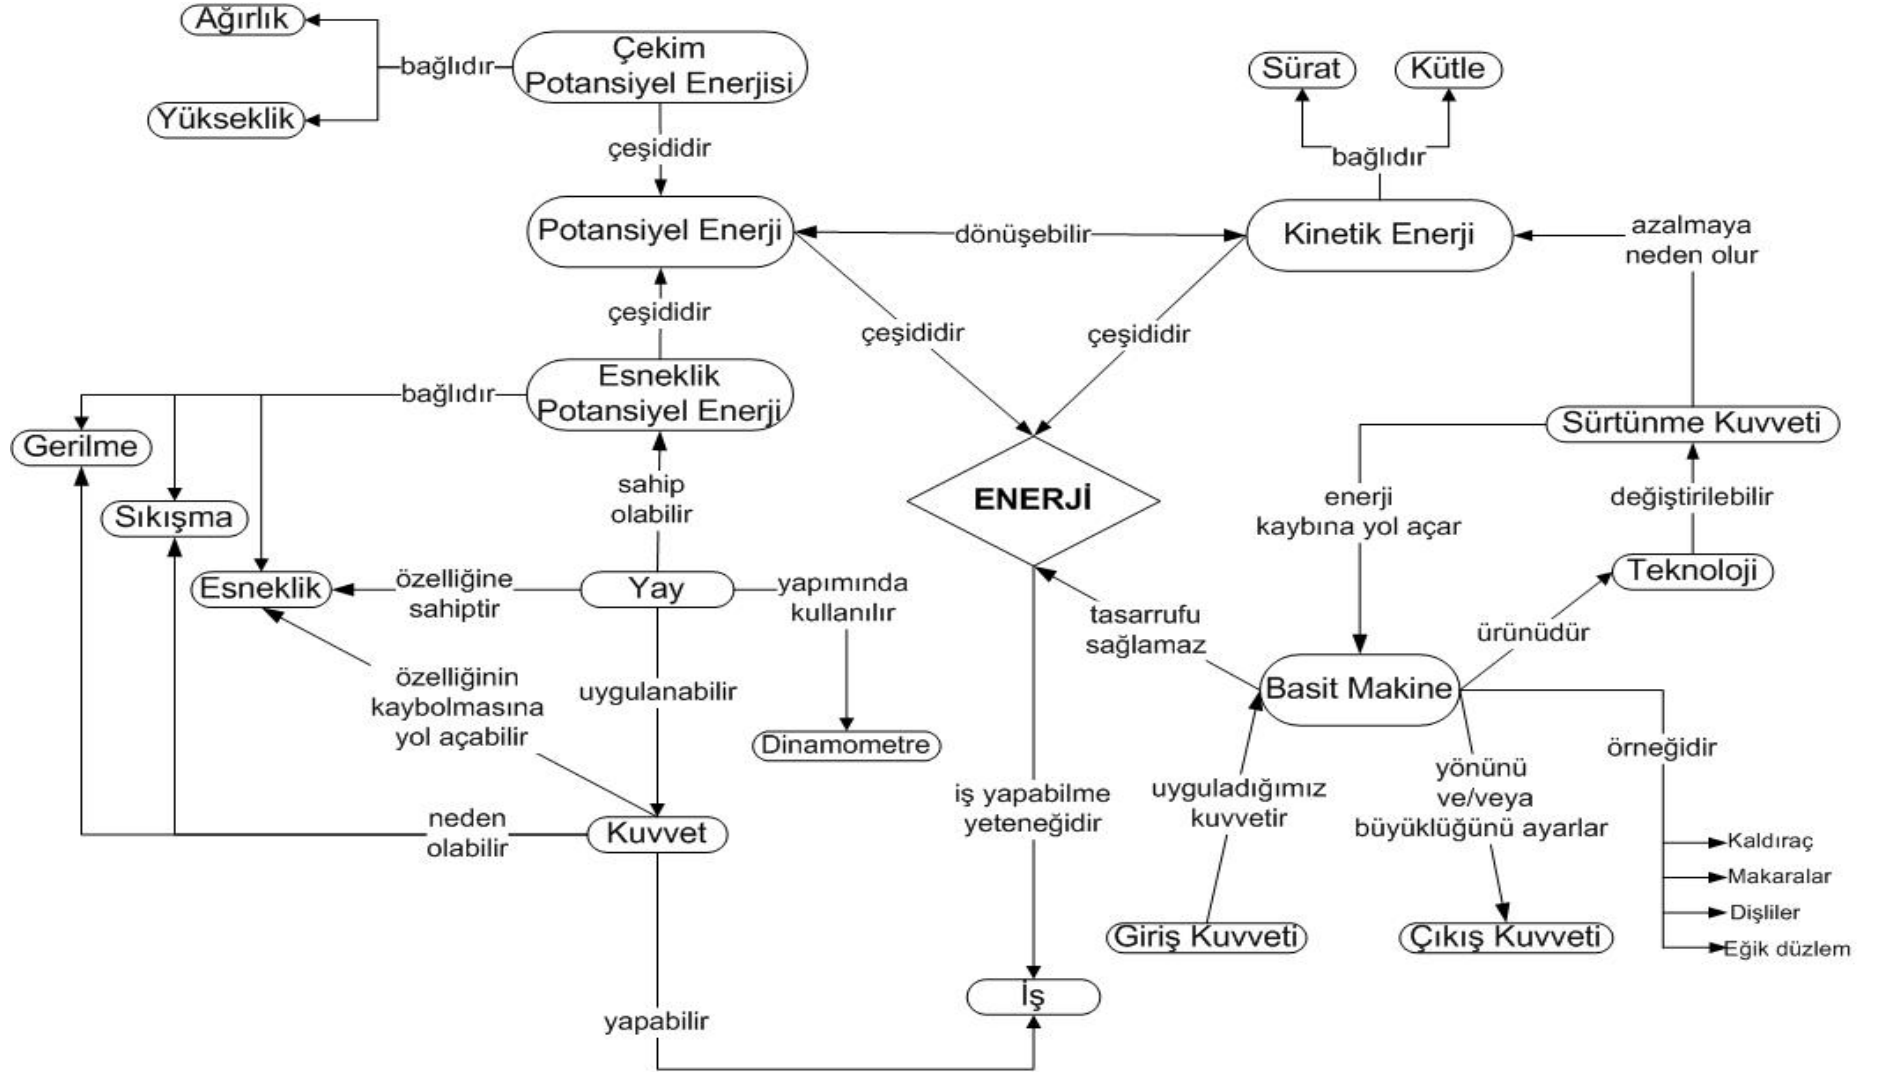 Ağırlık
bağlıdır
Yükseklik
Çekim
Potansiyel Enerjisi
çeşididir
Sürat
Kütle
bağlıdır
Potansiyel Enerji
dönüşebilir
Kinetik Enerji
azalmaya
neden olur
çeşididir
çeşididir
çeşididir
Esneklik
Potansiyel Enerji
bağlıdır
Gerilme
Sıkışma
Esneklik
sahip
olabilir
özelliğine
sahiptir
Yay
yapımında
kullanılır
ENERJİ
Sürtünme Kuvveti
enerji
kaybına yol açar
değiştirilebilir
Teknoloji
tasarrufu
sağlamaz
ürünüdür
Basit Makine
özelliğinin
kaybolmasına
yol açabilir
uygulanabilir
Dinamometre
neden
olabilir
Kuvvet
iş yapabilme
yeteneğidir
uyguladığımız
kuvvetir
yönünü
ve/veya
büyüklüğünü ayarlar
örneğidir
Kaldıraç
Makaralar
Dişliler
Eğik düzlem
Giriş Kuvveti
Çıkış Kuvveti
İş
yapabilir